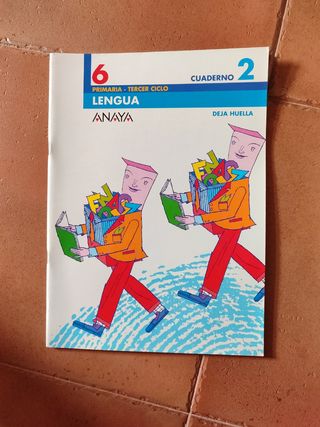 6
CUADERNO 2
PRIMARIA - TERCER CICLO
LENGUA
ANAYA
DEJA HUELLA